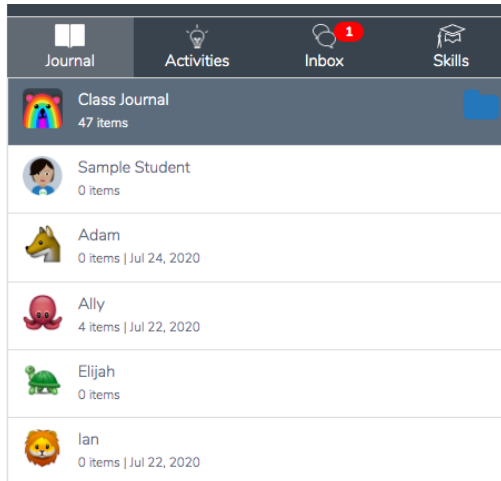 Journal
Activities
1
Inbox
Skills
Class Journal
47 items
Sample Student
0 items
Adam
0 items | Jul 24, 2020
Ally
4 items | Jul 22, 2020
Elijah
0 items
Ian
0 items | Jul 22, 2020